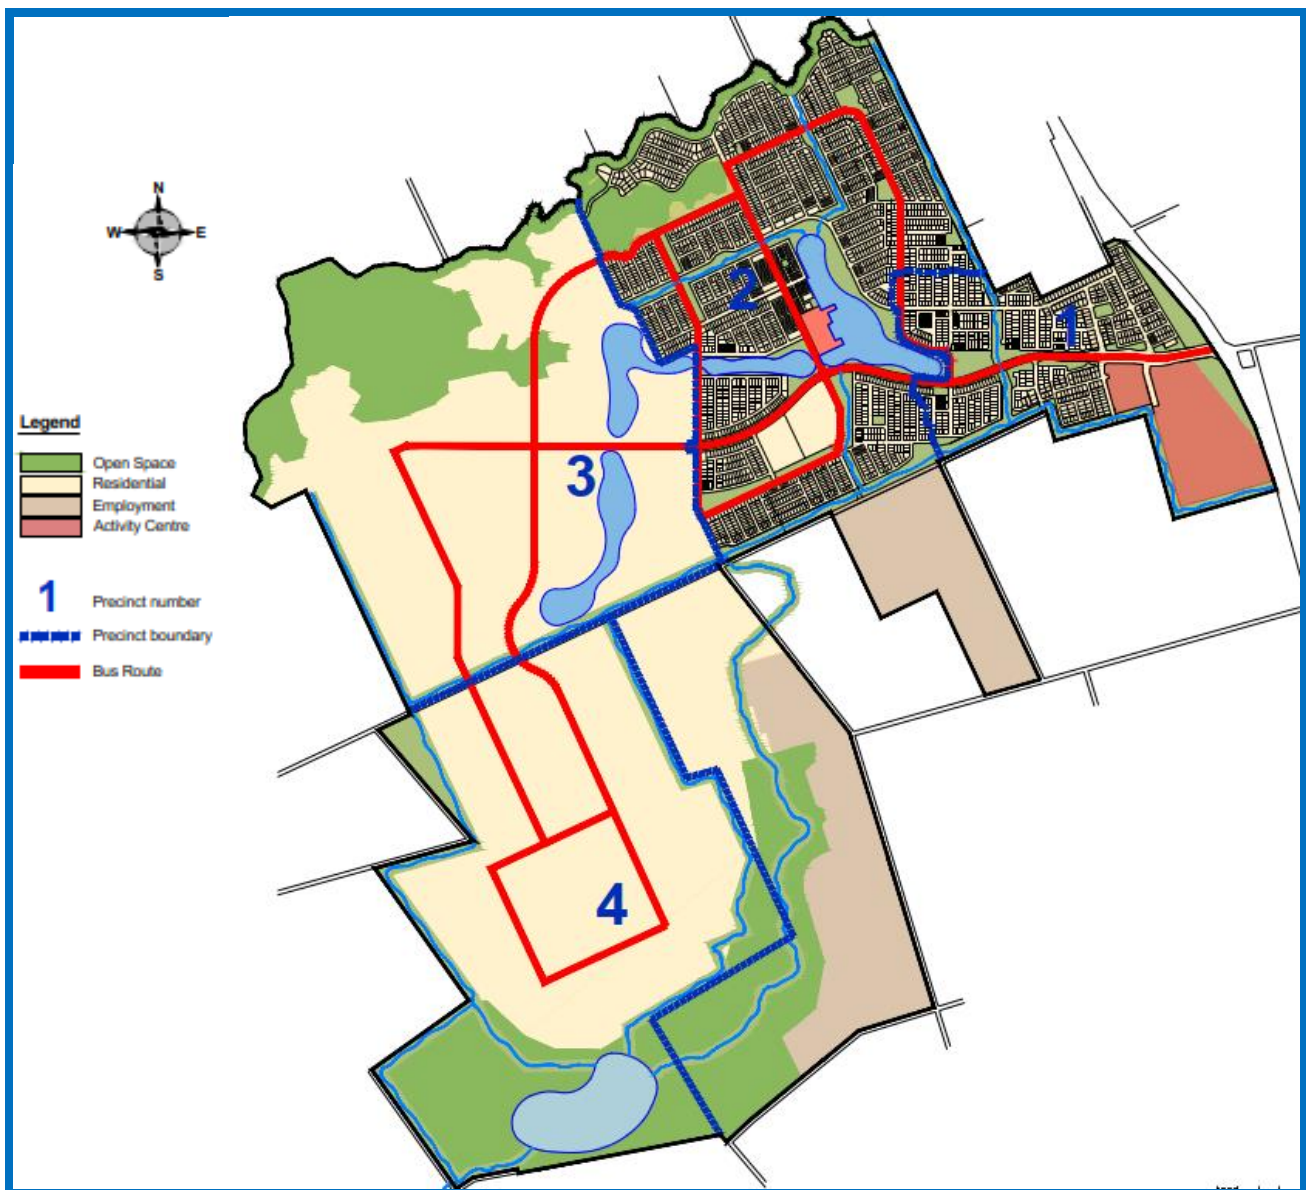 N
W E
S
2
1
3
4
Legend
Open Space
Residential
Employment
Activity Centre
1 Precinct number
Precinct boundary
Bus Route